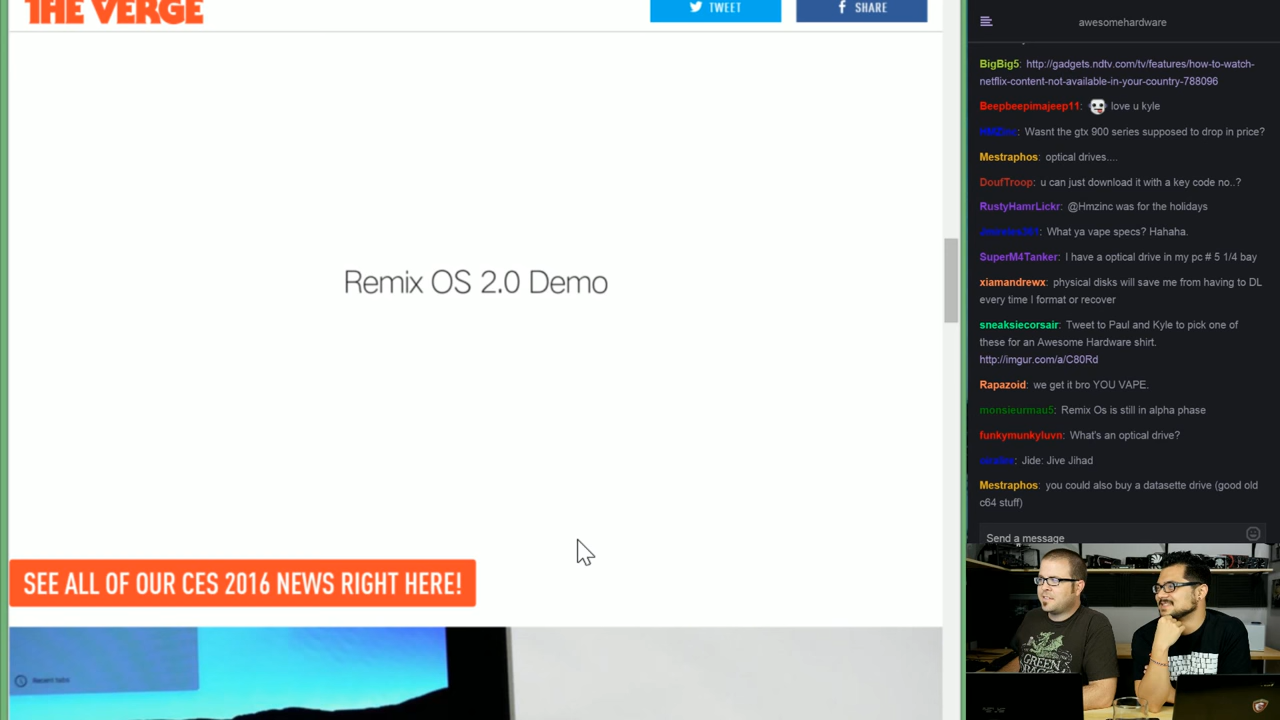 THE VERGE
TWEET
SHARE
Remix OS 2.0 Demo
SEE ALL OF OUR CES 2016 NEWS RIGHT HERE!
Recent tabs
awesomehardware
BigBig5: http://gadgets.ndtv.com/tv/features/how-to-watch-
netflix-content-not-available-in-your-country-788096
Beepbeepimajeep11: love u kyle
HMZinc: Wasnt the gtx 900 series supposed to drop in price?
Mestraphos: optical drives....
DoufTroop: u can just download it with a key code no..?
RustyHamrLickr: @Hmzinc was for the holidays
What ya vape specs? Hahaha.
SuperM4Tanker: I have a optical drive in my pc # 5 1/4 bay
xiamandrewx: physical disks will save me from having to DL
every time I format or recover
sneaksiecorsair: Tweet to Paul and Kyle to pick one of
these for an Awesome Hardware shirt.
http://imgur.com/a/C80Rd
Rapazoid: we get it bro YOU VAPE.
monsieurmau5: Remix Os is still in alpha phase
funkymunkyluvn: What's an optical drive?
Jide: Jive Jihad
Mestraphos: you could also buy a datasette drive (good old
c64 stuff)
Send a message
GREEN
DRAGON